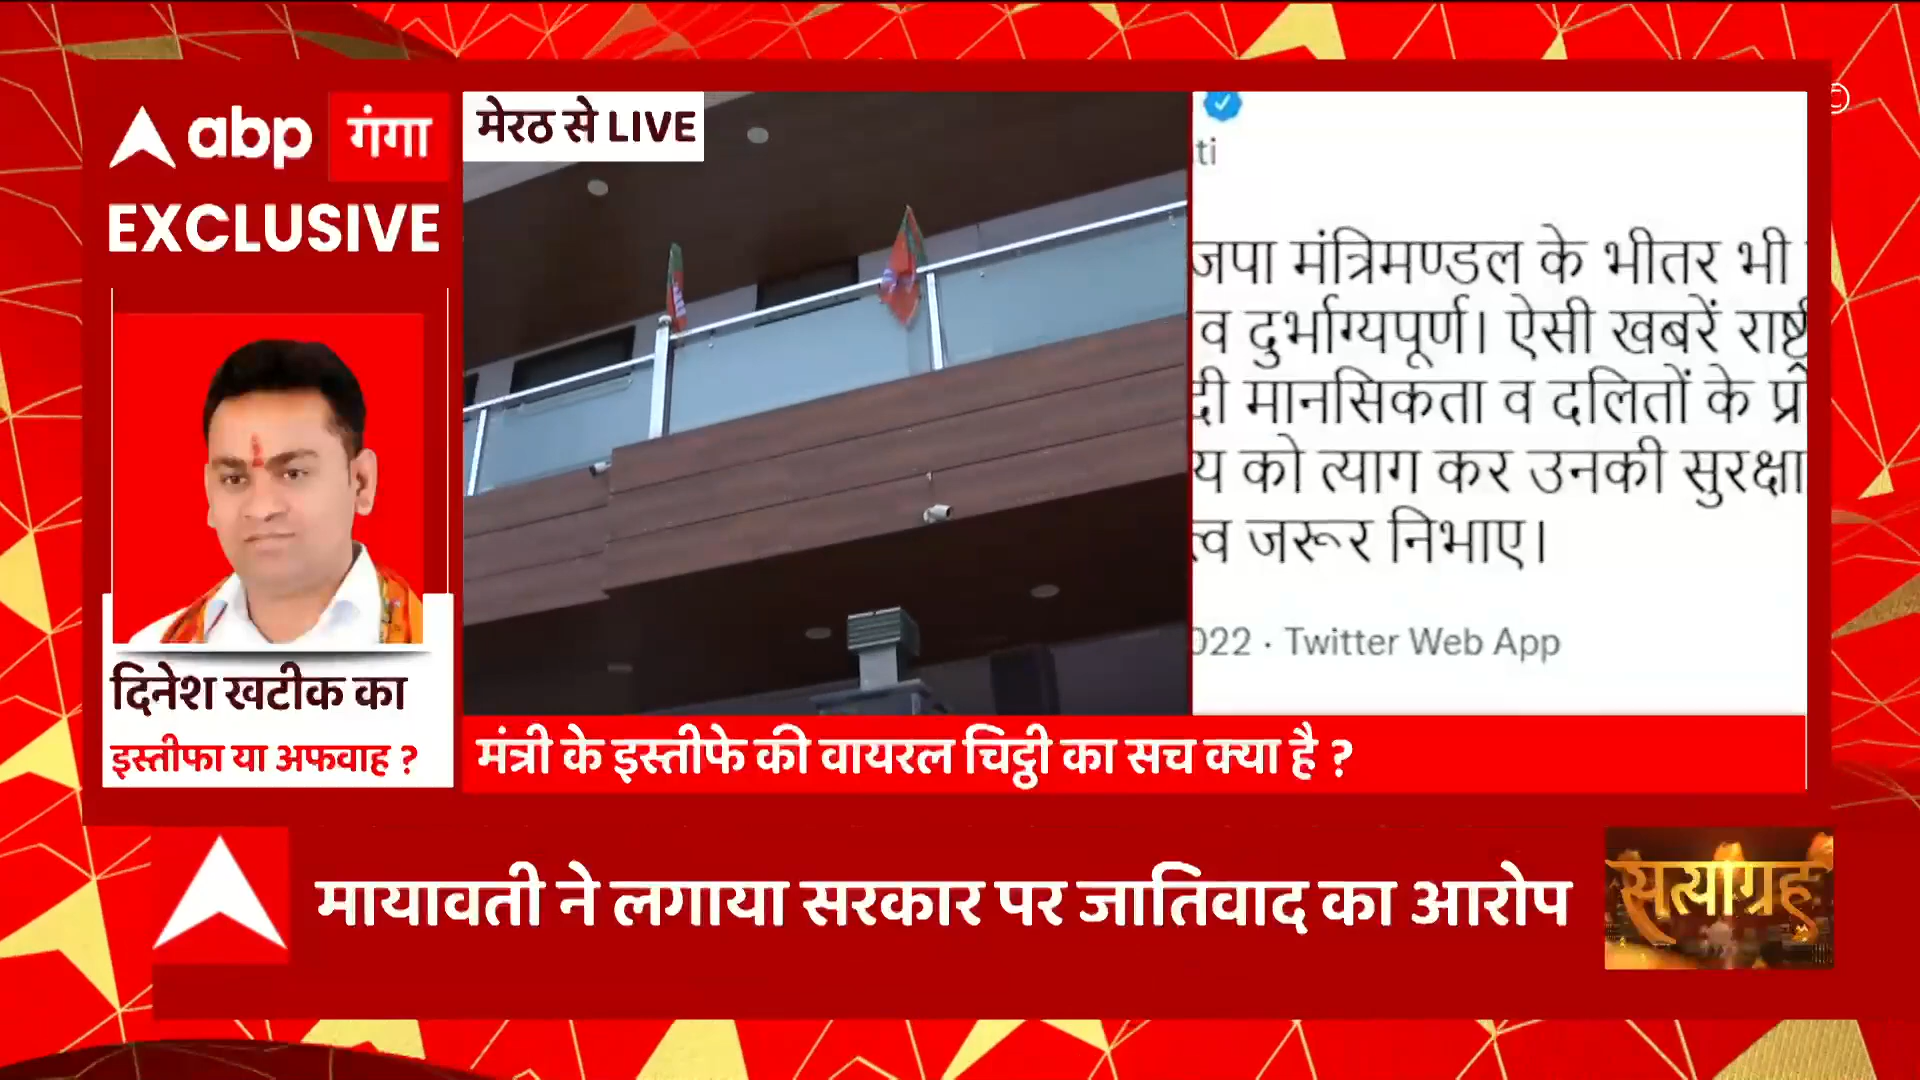 abp गंगा
EXCLUSIVE
मेरठ से LIVE
दिनेश खटीक का
इस्तीफा या अफवाह ?
ti
जपा मंत्रिमण्डल के भीतर भी
व दुर्भाग्यपूर्ण। ऐसी खबरें
मानसिकता व दलितों के
को त्याग कर उनकी सुरक्षा
जरूर निभाए।
022 · Twitter Web App
मंत्री के इस्तीफे की वायरल चिट्ठी का सच क्या है ?
मायावती ने लगाया सरकार पर जातिवाद का आरोप
सत्याग्रह
©